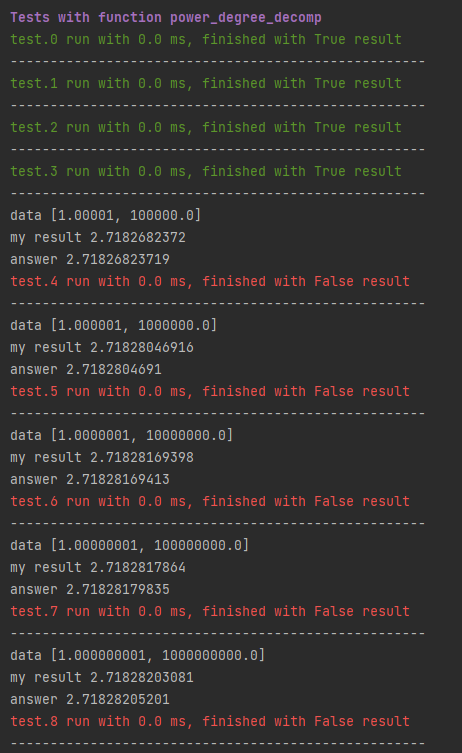 Tests with function power_degree_decomp
test.0 run with 0.0 ms, finished with True result
----------------------------------------------------
test.1 run with 0.0 ms, finished with True result
----------------------------------------------------
test.2 run with 0.0 ms, finished with True result
----------------------------------------------------
test.3 run with 0.0 ms, finished with True result
----------------------------------------------------
data [1.00001, 100000.0]
my result 2.7182682372
answer 2.71826823719
test.4 run with 0.0 ms, finished with False result
----------------------------------------------------
data [1.000001, 1000000.0]
my result 2.71828046916
answer 2.7182804691
test.5 run with 0.0 ms, finished with False result
----------------------------------------------------
data [1.0000001, 10000000.0]
my result 2.71828169398
answer 2.71828169413
test.6 run with 0.0 ms, finished with False result
----------------------------------------------------
data [1.00000001, 100000000.0]
my result 2.7182817864
answer 2.71828179835
test.7 run with 0.0 ms, finished with False result
----------------------------------------------------
data [1.000000001, 1000000000.0]
my result 2.71828203081
answer 2.71828205201
test.8 run with 0.0 ms, finished with False result
----------------------------------------------------